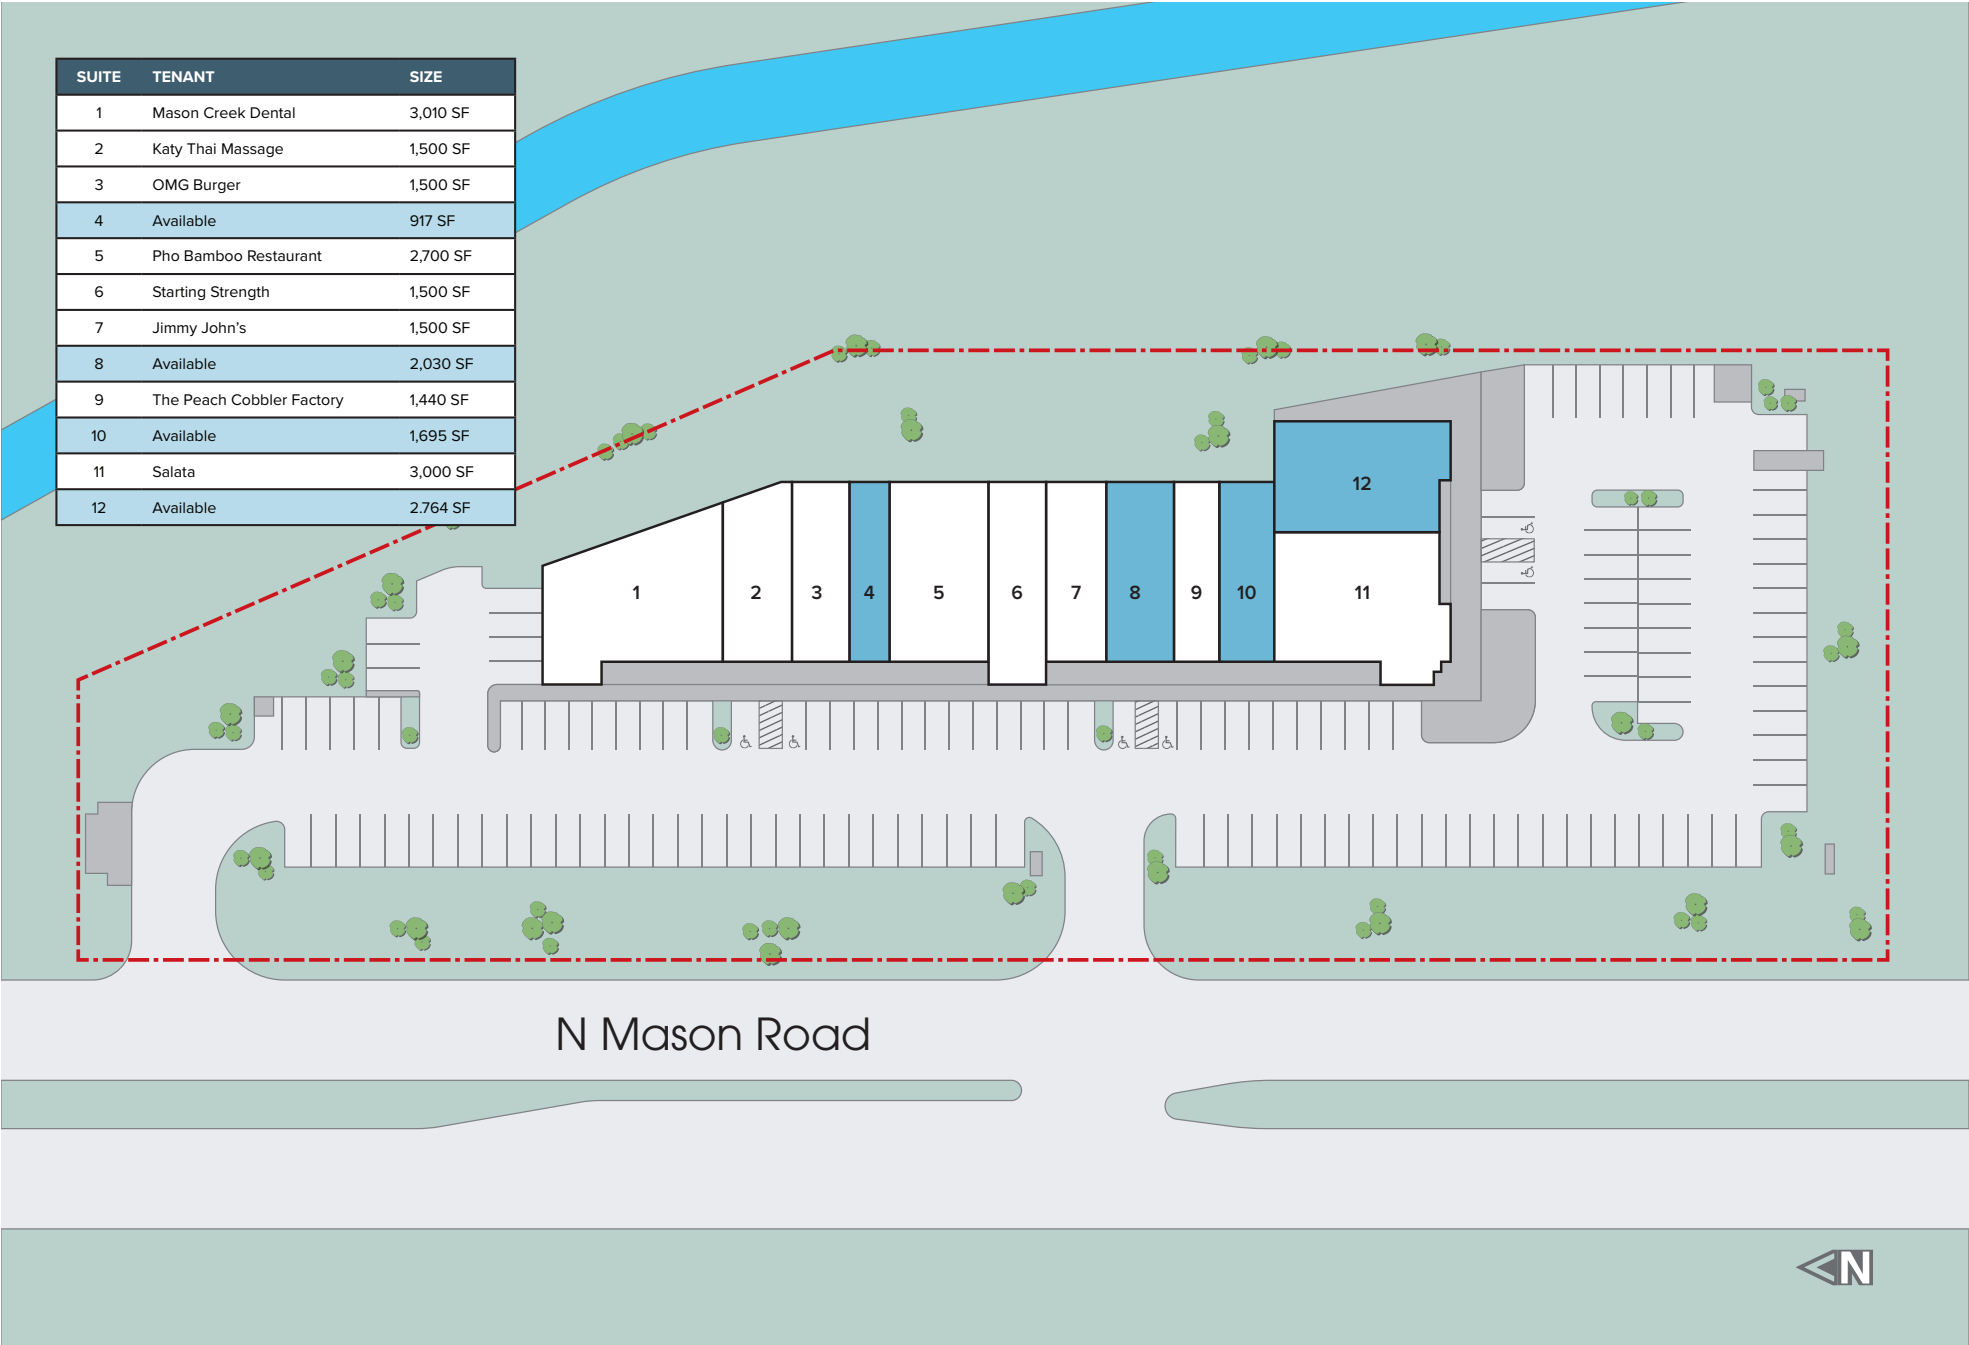 SUITE TENANT SIZE
1 Mason Creek Dental 3,010 SF
2 Katy Thai Massage 1,500 SF
3 OMG Burger 1,500 SF
4 Available 917 SF
5 Pho Bamboo Restaurant 2,700 SF
6 Starting Strength 1,500 SF
7 Jimmy John's 1,500 SF
8 Available 2,030 SF
9 The Peach Cobbler Factory 1,440 SF
10 Available 1,695 SF
11 Salata 3,000 SF
12 Available 2.764 SF
12
1 2 3 4 5 6 7 8 9 10 11
N Mason Road
N